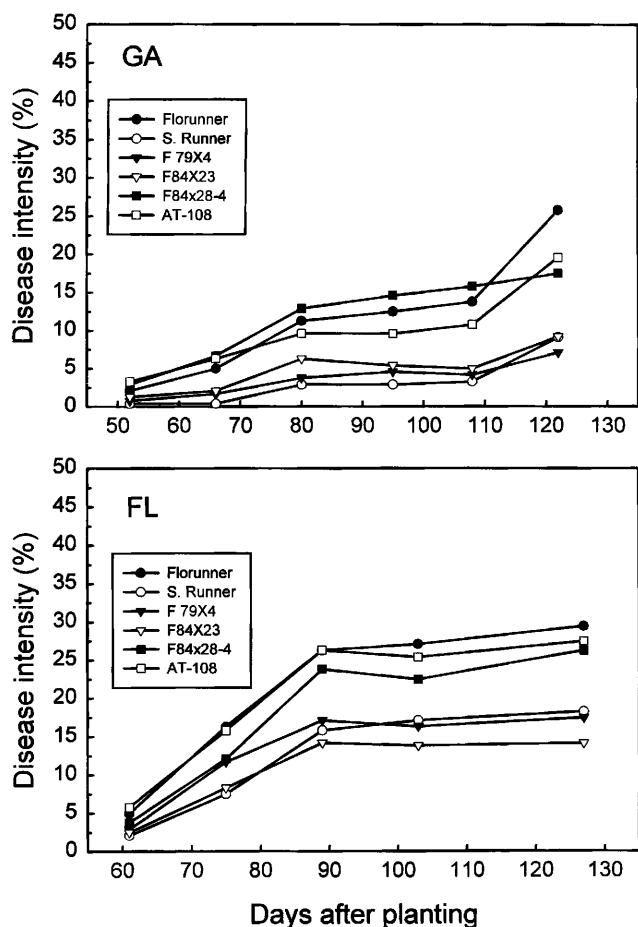 50
45
40
35
30
25
20
15
10
5
0
Disease intensity (%)
GA
Florunner
S. Runner
F 79X4
F84X23
F84x28-4
AT-108
50 60 70 80 90 100 110 120 130
50
45
40
35
30
25
20
15
10
5
0
Disease intensity (%)
FL
Florunner
S. Runner
F 79X4
F84X23
F84x28-4
AT-108
60 70 80 90 100 110 120 130
Days after planting